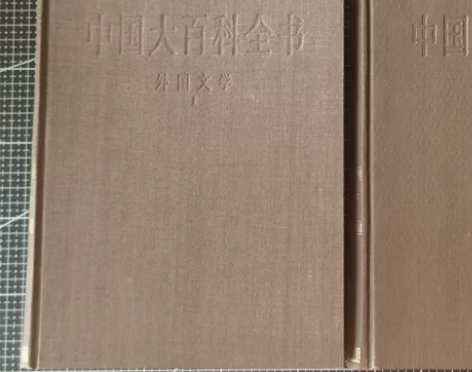 中国大百科全书
外国文学
I
中国